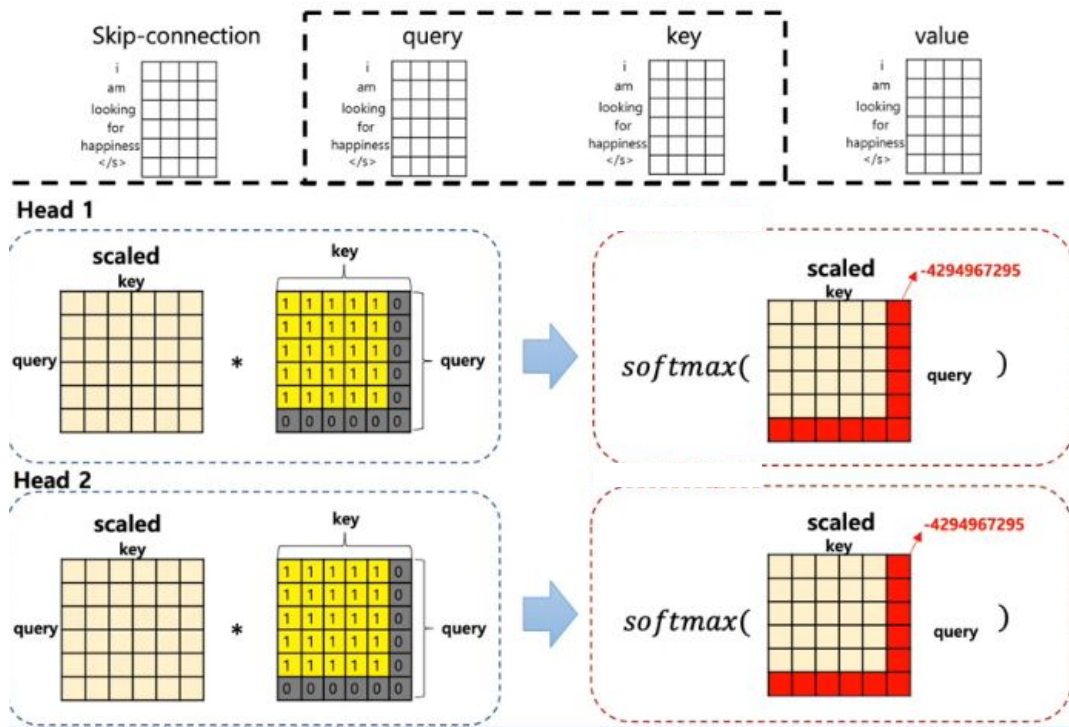 Skip-connection
query
key
value
i
am
looking
for
happiness
</s>
i
am
looking
for
happiness
</s>
i
am
looking
for
happiness
</s>
i
am
looking
for
happiness
</s>
Head 1
scaled
key
query
*
key
1 1 1 1 1 0
1 1 1 1 1 0
1 1 1 1 1 0
1 1 1 1 1 0
1 1 1 1 1 0
0 0 0 0 0 0
query
scaled
key
-4294967295
softmax(
query
)
Head 2
scaled
key
query
*
key
1 1 1 1 1 0
1 1 1 1 1 0
1 1 1 1 1 0
1 1 1 1 1 0
1 1 1 1 1 0
0 0 0 0 0 0
query
scaled
key
-4294967295
softmax(
query
)